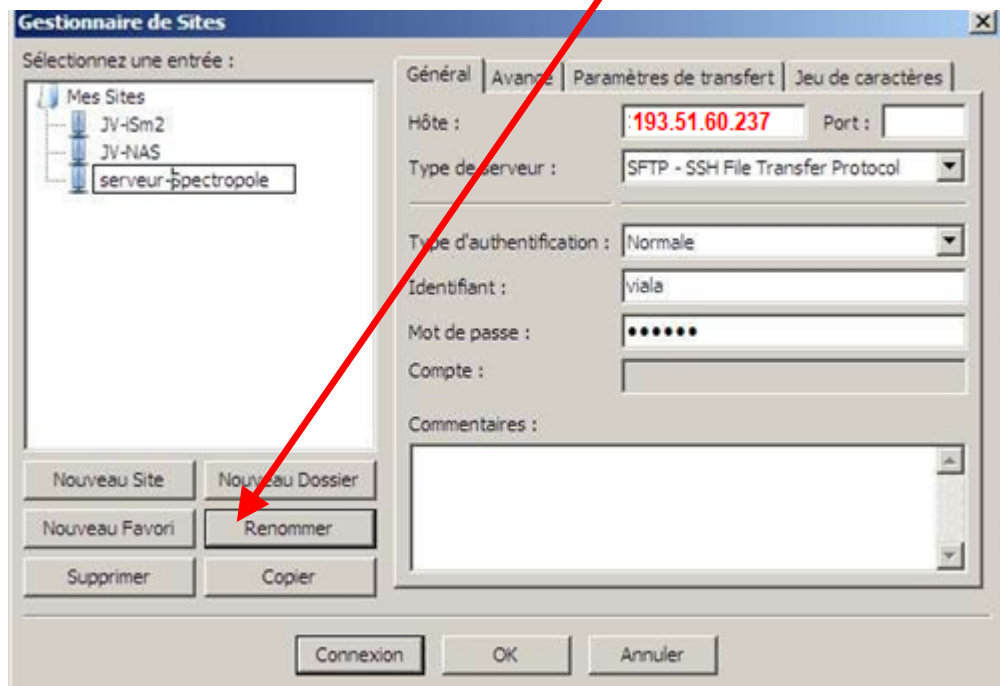 Gestionnaire de Sites
Sélectionnez une entrée :
Mes Sites
JV-iSm2
JV-NAS
serveur-spectropole
Nouveau Site
Nouveau Dossier
Nouveau Favori
Renommer
Supprimer
Copier
Général
Avancé
Paramètres de transfert
Jeu de caractères
Hôte :
193.51.60.237
Port :
Type de serveur :
SFTP - SSH File Transfer Protocol
Type d'authentification :
Normale
Identifiant :
viala
Mot de passe :
••••••
Compte :
Commentaires :
Connexion
OK
Annuler